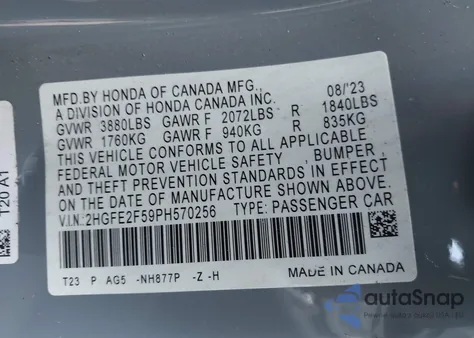 MFD.BY HONDA OF CANADA MFG., 08/'23
A DIVISION OF HONDA CANADA INC.
GVWR 3880LBS GAWR F 2072LBS R 1840LBS
GVWR 1760KG GAWR F 940KG R 835KG
THIS VEHICLE CONFORMS TO ALL APPLICABLE
FEDERAL MOTOR VEHICLE SAFETY , BUMPER ,
AND THEFT PREVENTION STANDARDS IN EFFECT
ON THE DATE OF MANUFACTURE SHOWN ABOVE.
V.I.N.:2HGFE2F59PH570256 TYPE: PASSENGER CAR
T23 P AG5 -NH877P -Z -H
MADE IN CANADA
T20 A1
autoSnap